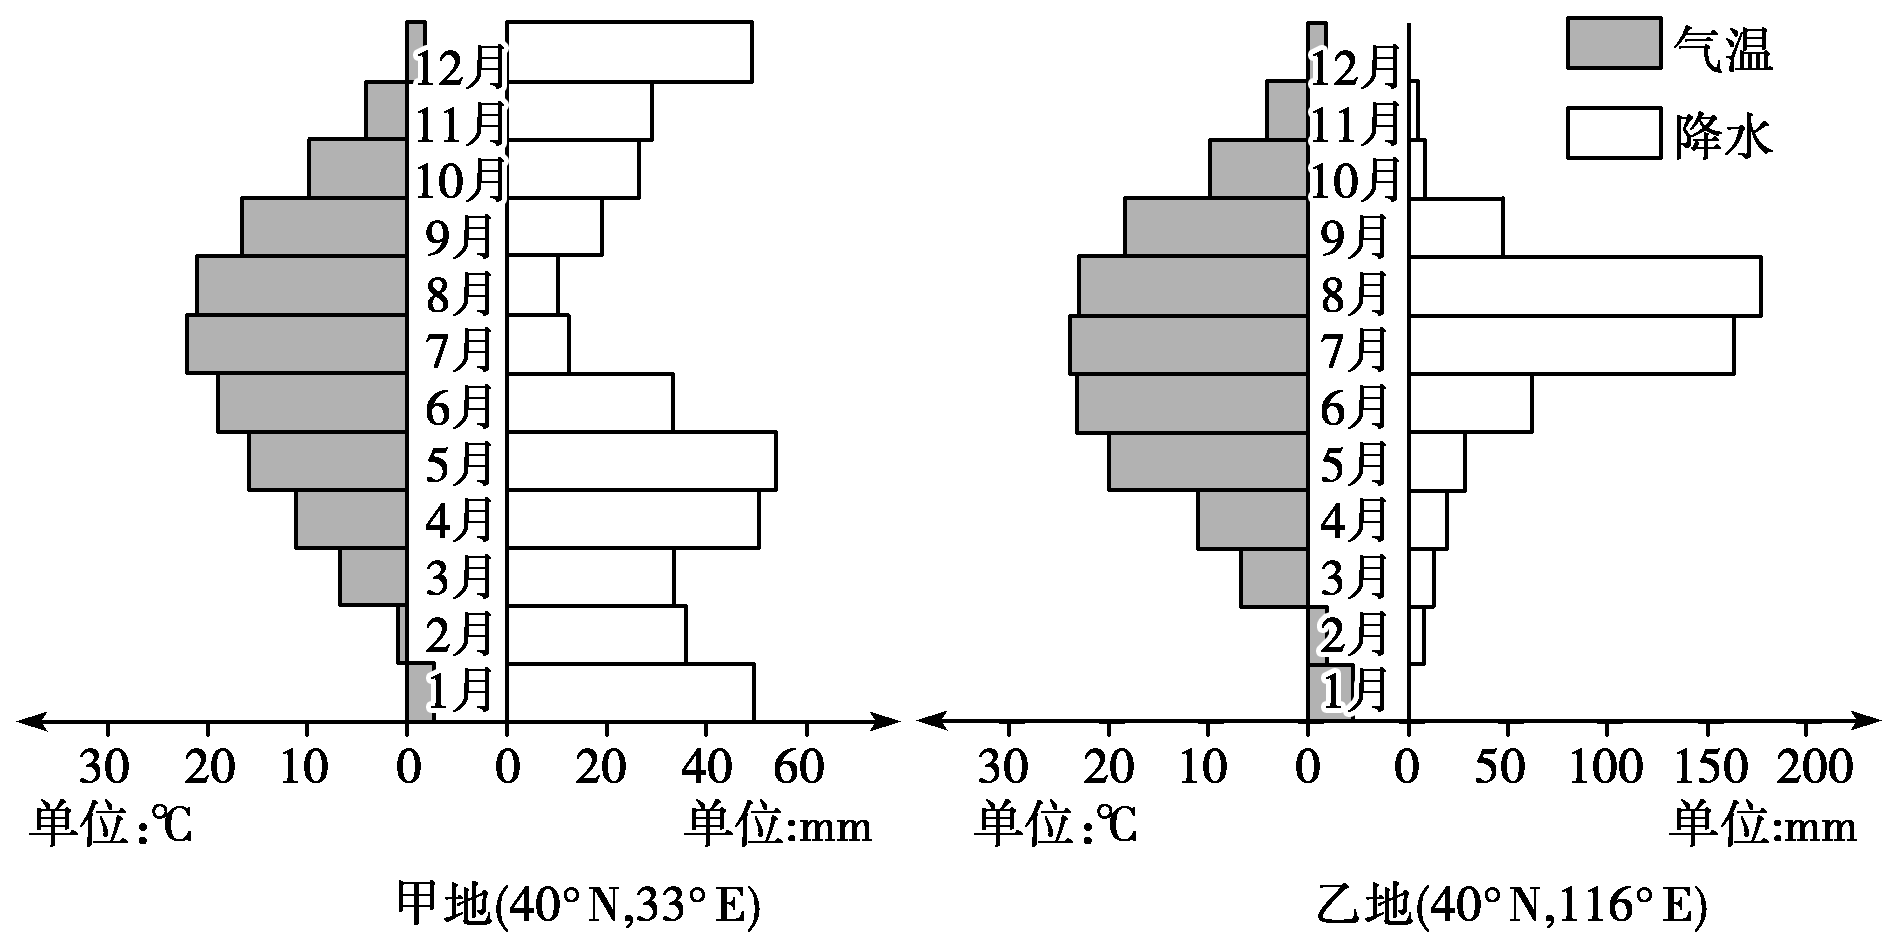 12月
11月
10月
9月
8月
7月
6月
5月
4月
3月
2月
1月
30 20 10 0 0 20 40 60
单位:℃ 单位:mm
甲地(40°N,33°E)
12月
11月
10月
9月
8月
7月
6月
5月
4月
3月
2月
1月
30 20 10 0 0 50 100 150 200
单位:℃ 单位:mm
乙地(40°N,116°E)
气温
降水